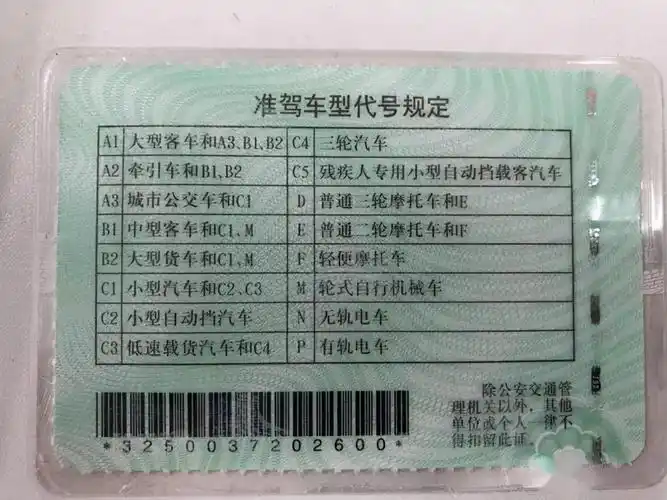 准驾车型代号规定
A1 大型客车和A3、B1、B2 C4 三轮汽车
A2 牵引车和B1、B2 C5 残疾人专用小型自动挡载客汽车
A3 城市公交车和C1 D 普通三轮摩托车和E
B1 中型客车和C1、M E 普通二轮摩托车和F
B2 大型货车和C1、M F 轻便摩托车
C1 小型汽车和C2、C3 M 轮式自行机械车
C2 小型自动挡汽车 N 无轨电车
C3 低速载货汽车和C4 P 有轨电车
除公安交通管
理机关以外，其他
单位或个人一律不
得扣留此证。
*3250037202600*